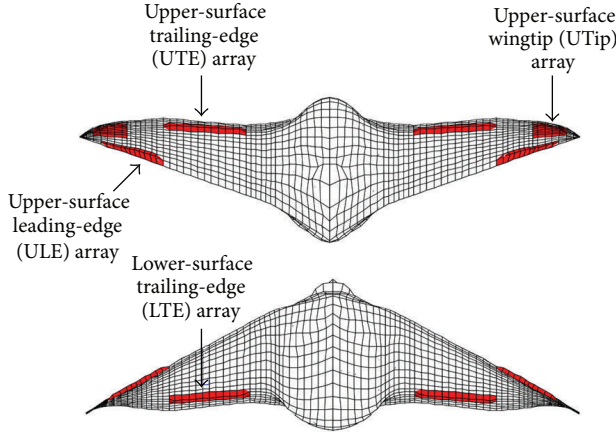 Upper-surface
trailing-edge
(UTE) array
Upper-surface
wingtip (UTip)
array
Upper-surface
leading-edge
(ULE) array
Lower-surface
trailing-edge
(LTE) array